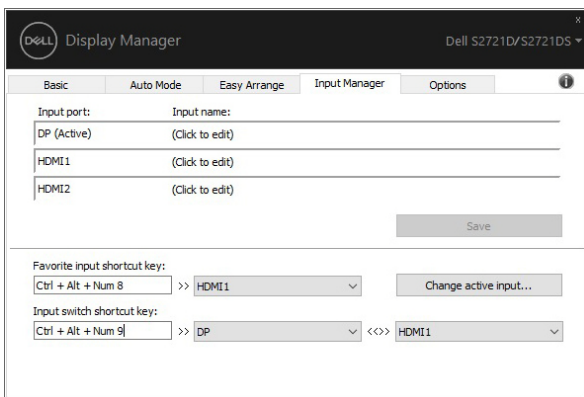 DELL Display Manager
Dell S2721D/S2721DS
Basic Auto Mode Easy Arrange Input Manager Options
Input port: Input name:
DP (Active) (Click to edit)
HDMI1 (Click to edit)
HDMI2 (Click to edit)
Save
Favorite input shortcut key:
Ctrl + Alt + Num 8 >> HDMI1 Change active input...
Input switch shortcut key:
Ctrl + Alt + Num 9 >> DP <<>> HDMI1